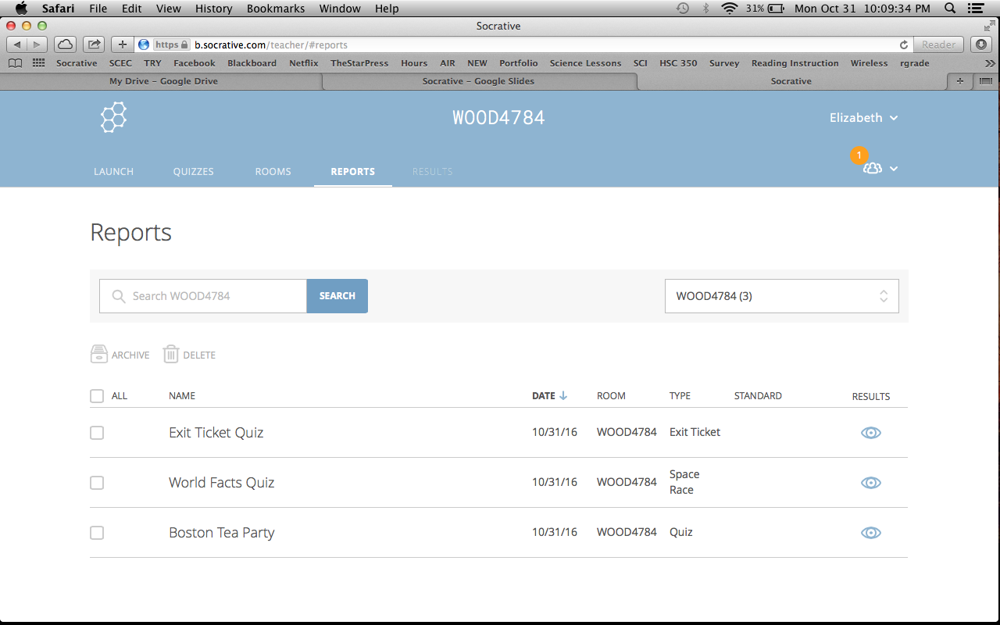 Safari File Edit View History Bookmarks Window Help 31% Mon Oct 31 10:09:34 PM
Socrative
https b.socrative.com/teacher/#reports Reader
Socrative SCEC TRY Facebook Blackboard Netflix TheStarPress Hours AIR NEW Portfolio Science Lessons SCI HSC 350 Survey Reading Instruction Wireless rgrade
My Drive – Google Drive Socrative – Google Slides Socrative
WOOD4784 Elizabeth
1
LAUNCH QUIZZES ROOMS REPORTS RESULTS
Reports
Search WOOD4784 SEARCH WOOD4784 (3)
ARCHIVE DELETE
ALL NAME DATE ROOM TYPE STANDARD RESULTS
Exit Ticket Quiz 10/31/16 WOOD4784 Exit Ticket
World Facts Quiz 10/31/16 WOOD4784 Space
Race
Boston Tea Party 10/31/16 WOOD4784 Quiz